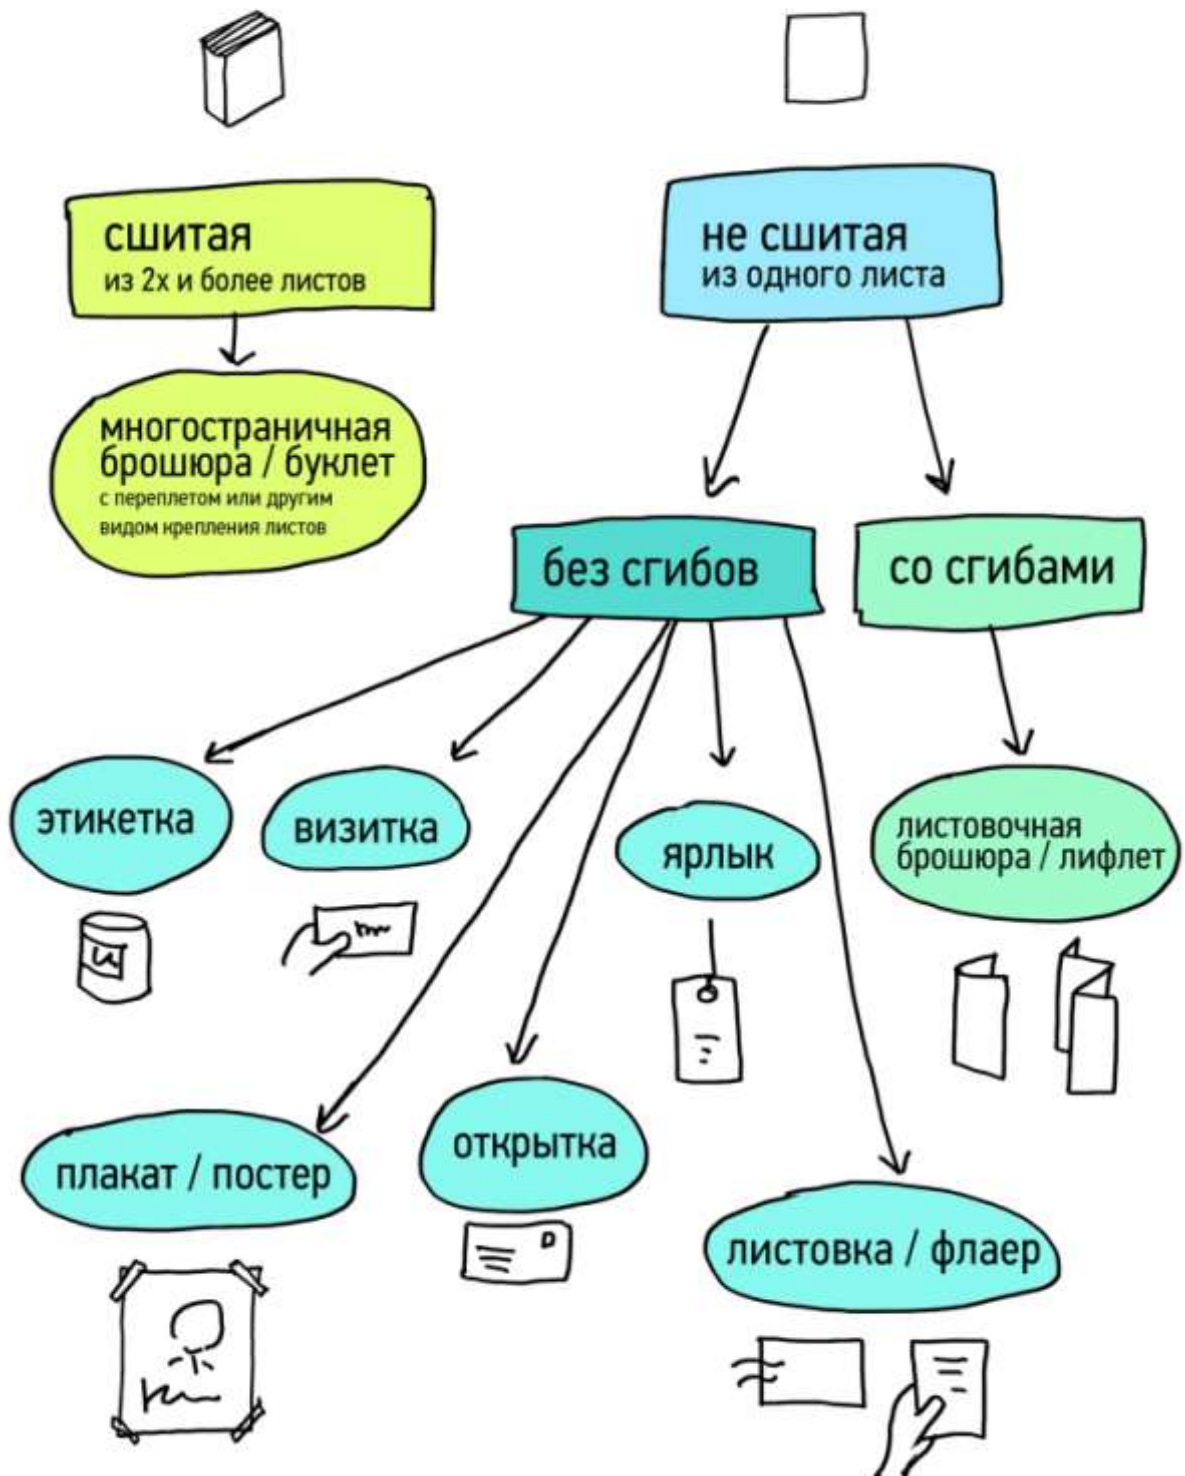 сшитая
из 2х и более листов
не сшитая
из одного листа
многостраничная
брошюра / буклет
с переплетом или другим
видом крепления листов
без сгибов
со сгибами
этикетка
визитка
ярлык
листовочная
брошюра / лифлет
плакат / постер
открытка
листовка / флаер